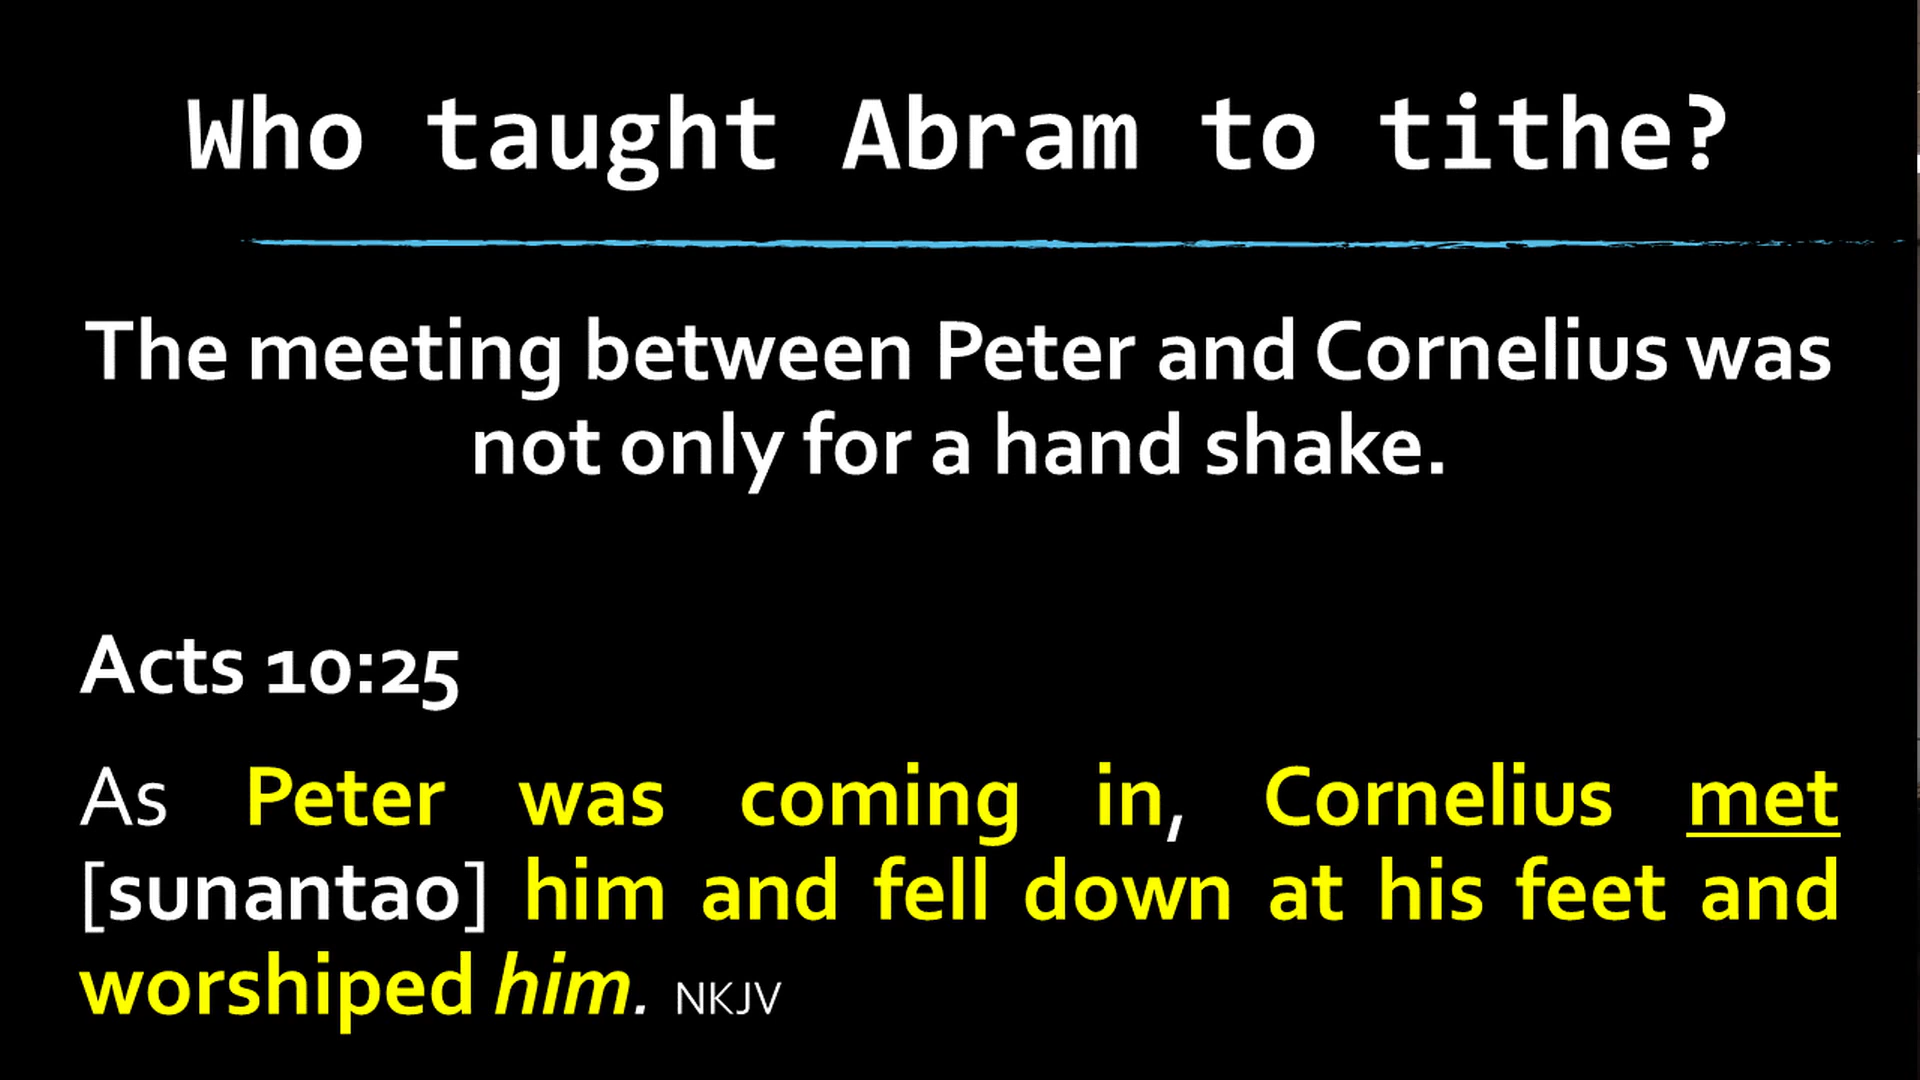 Who taught Abram to tithe?
The meeting between Peter and Cornelius was
not only for a hand shake.
Acts 10:25
As Peter was coming in, Cornelius met
[sunantao] him and fell down at his feet and
worshiped him. NKJV